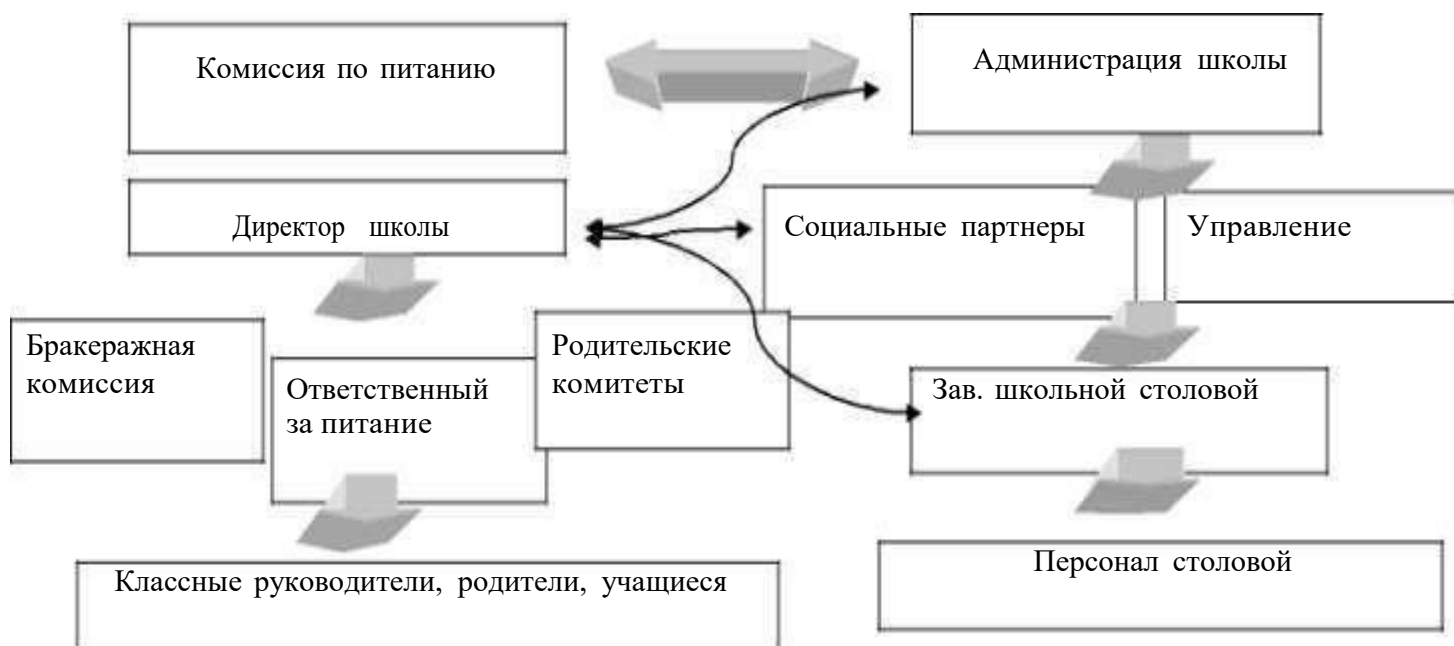 Комиссия по питанию
Администрация школы
Директор школы
Социальные партнеры
Управление
Бракеражная
комиссия
Ответственный
за питание
Родительские
комитеты
Зав. школьной столовой
Классные руководители, родители, учащиеся
Персонал столовой